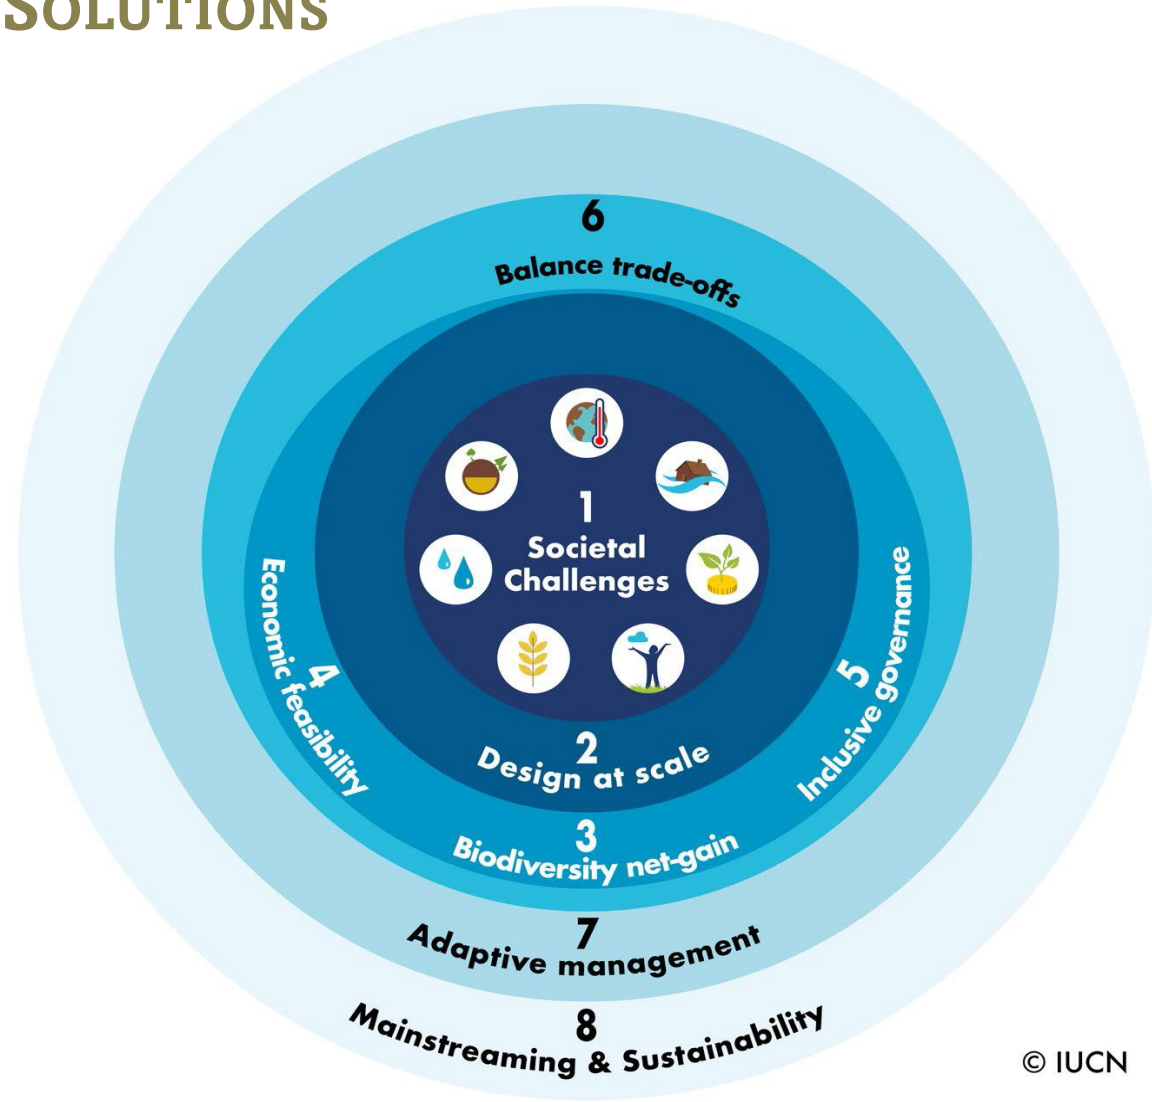 SOLUTIONS
6
Balance trade-offs
1
Societal
Challenges
4
Economic feasibility
5
Inclusive governance
2
Design at scale
3
Biodiversity net-gain
7
Adaptive management
8
Mainstreaming & Sustainability
© IUCN